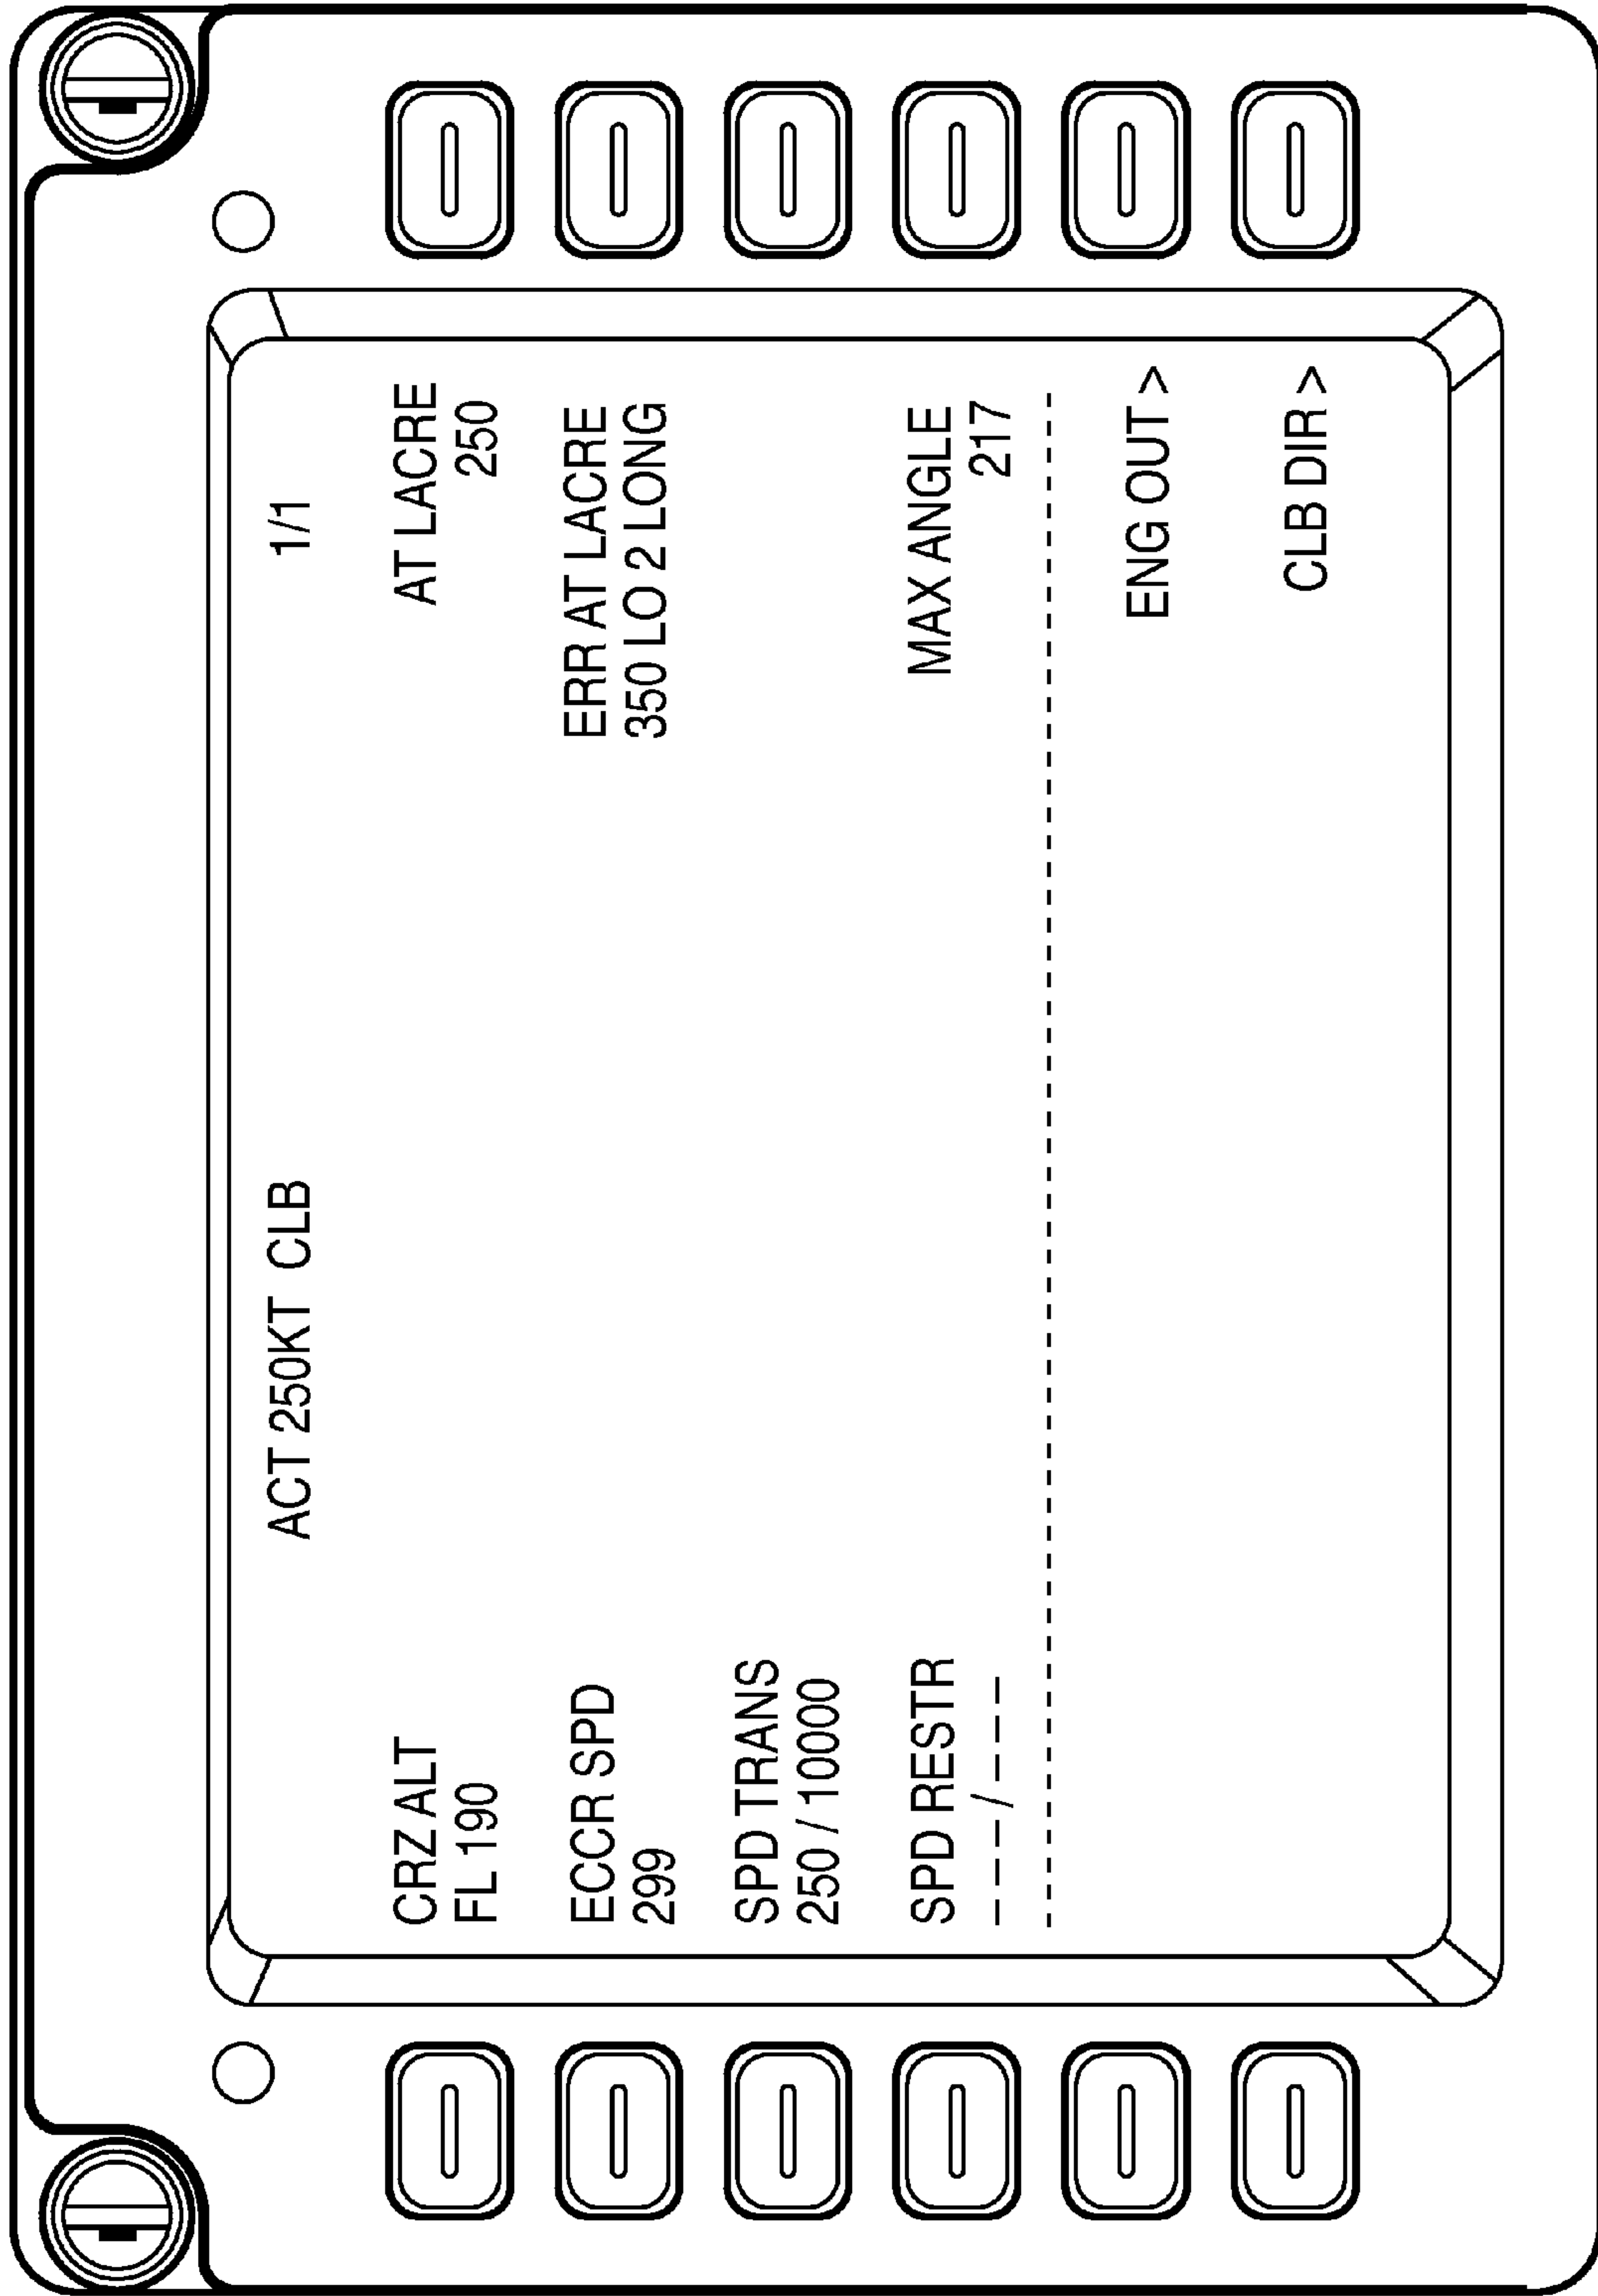 ACT 250KT CLB 1/1
CRZ ALT AT LACRE
FL 190 250
ECCR SPD ERR AT LACRE
299 350 LO 2 LONG
SPD TRANS
250 / 10000
SPD RESTR MAX ANGLE
– – – / – – – – 217
ENG OUT >
CLB DIR >